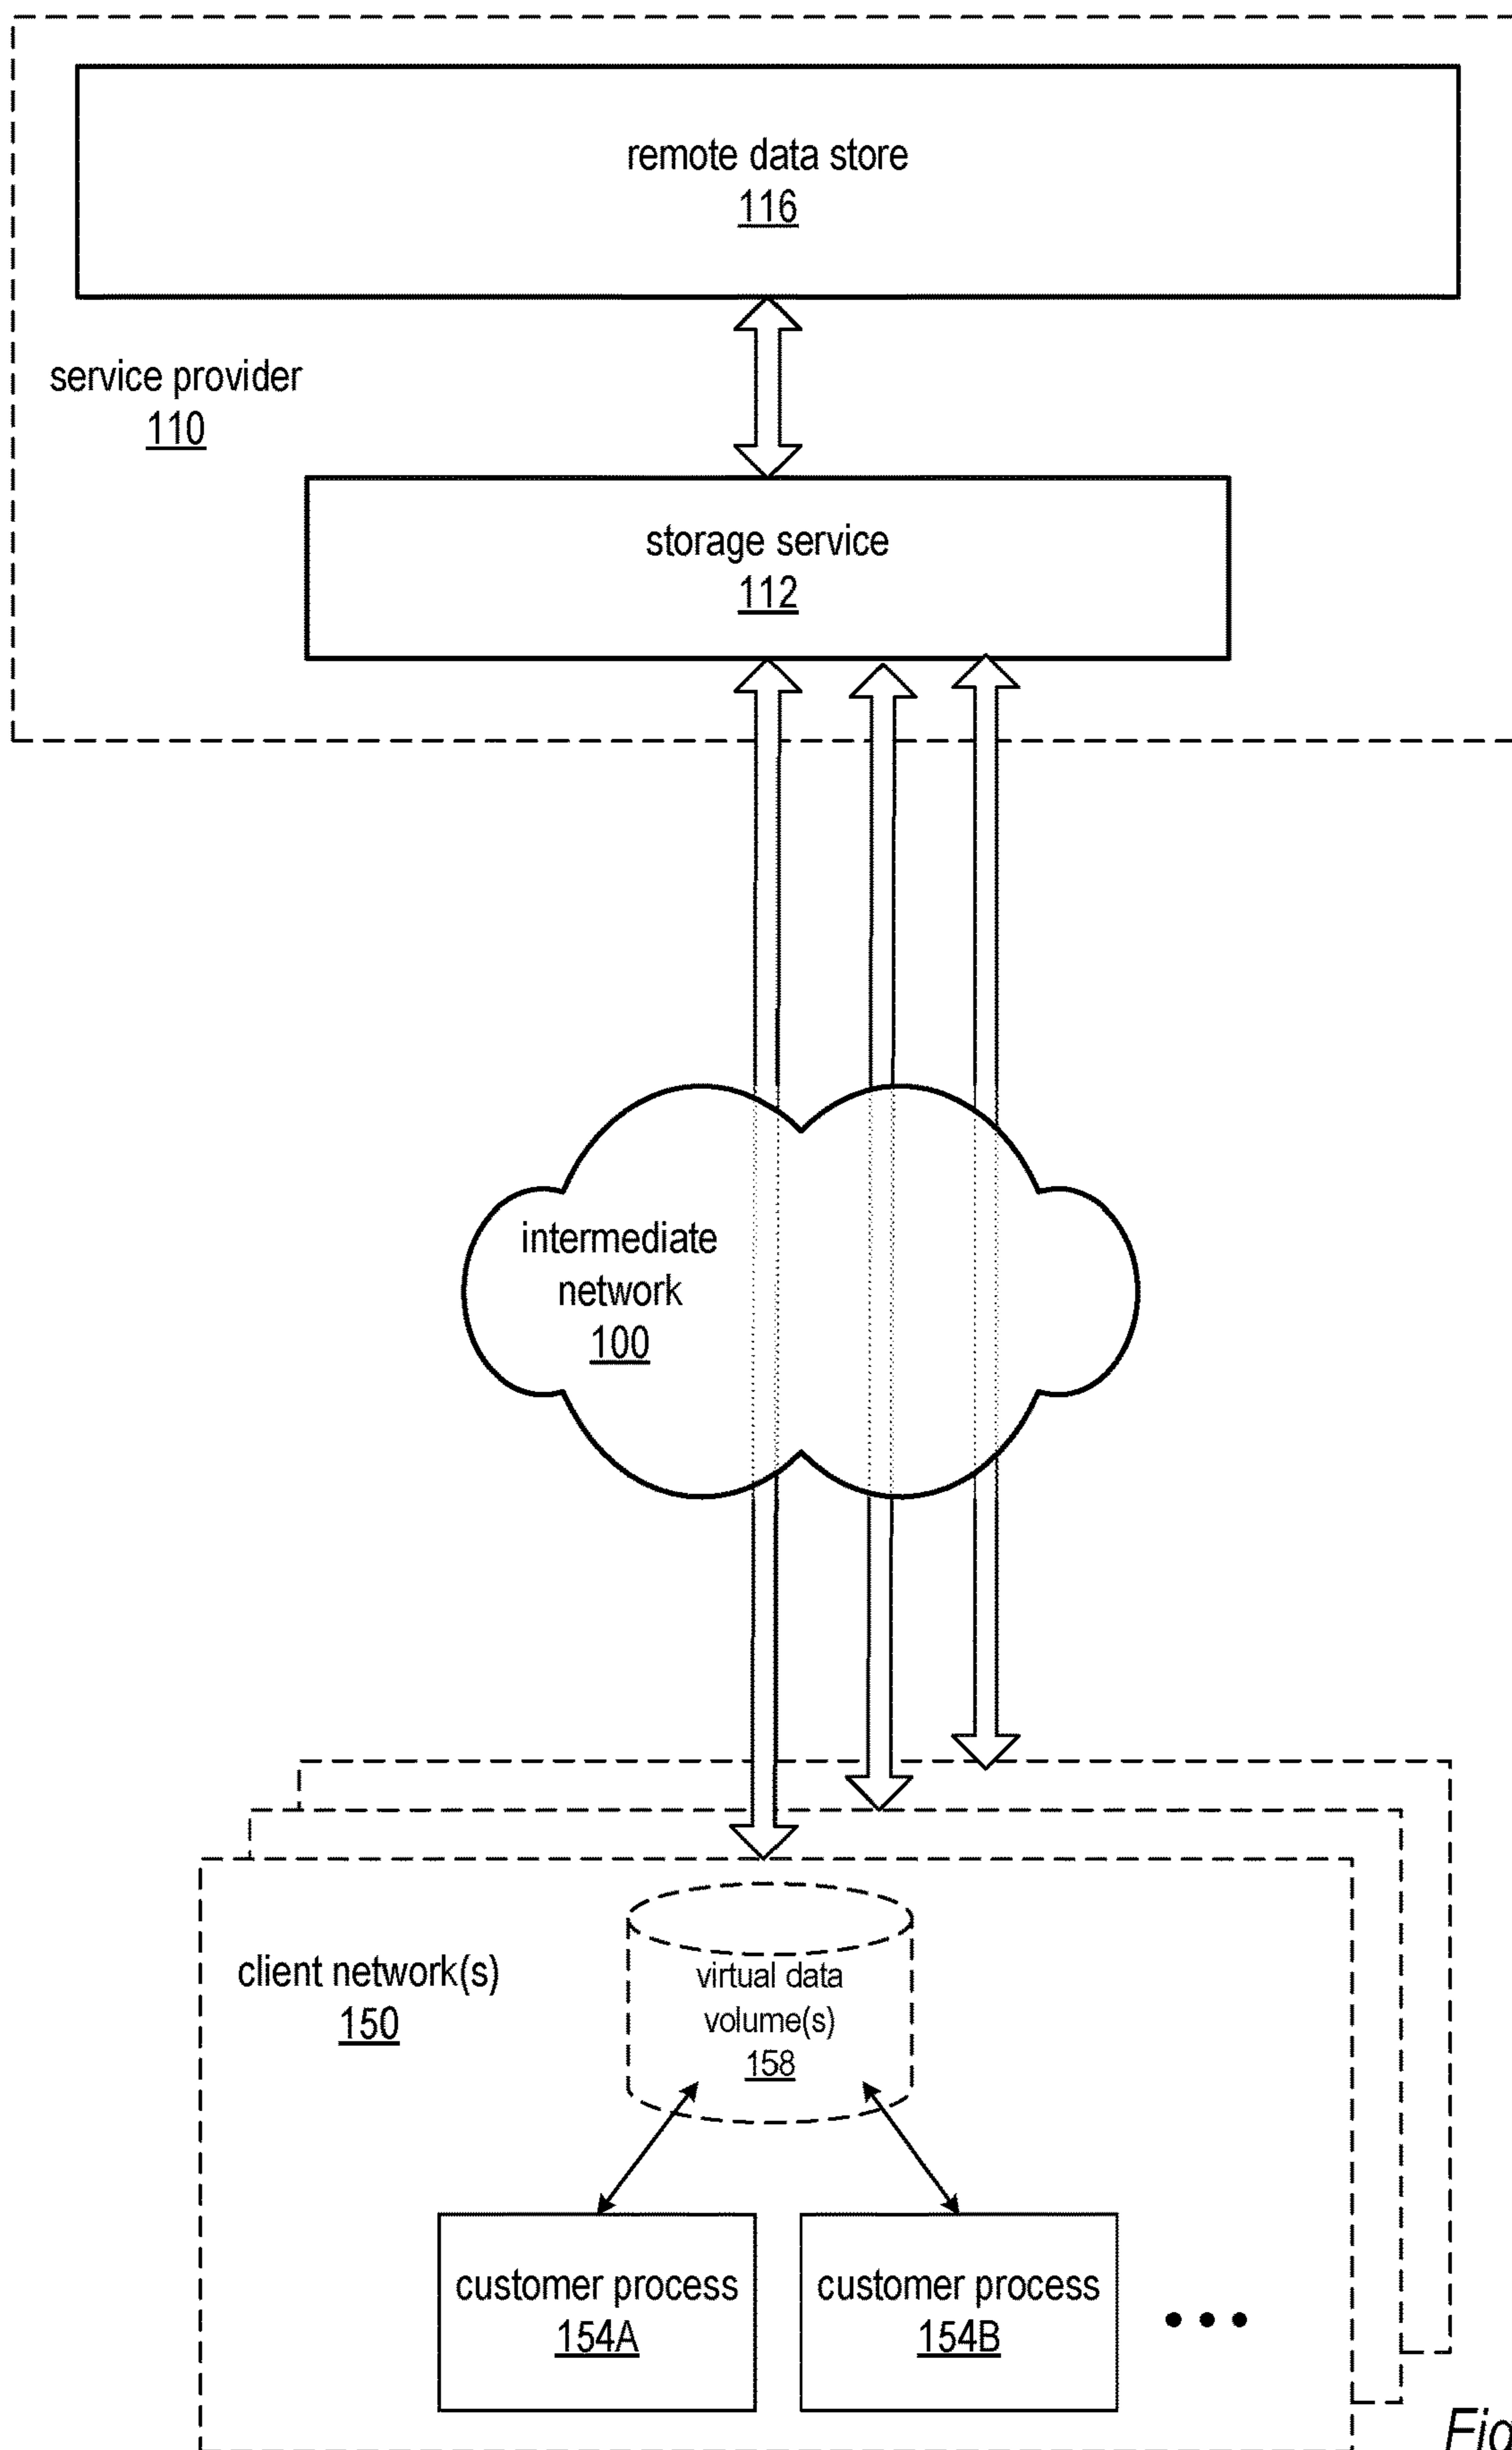 remote data store
116
service provider
110
storage service
112
intermediate
network
100
client network(s)
150
virtual data
volume(s)
158
customer process
154A
customer process
154B
Fig